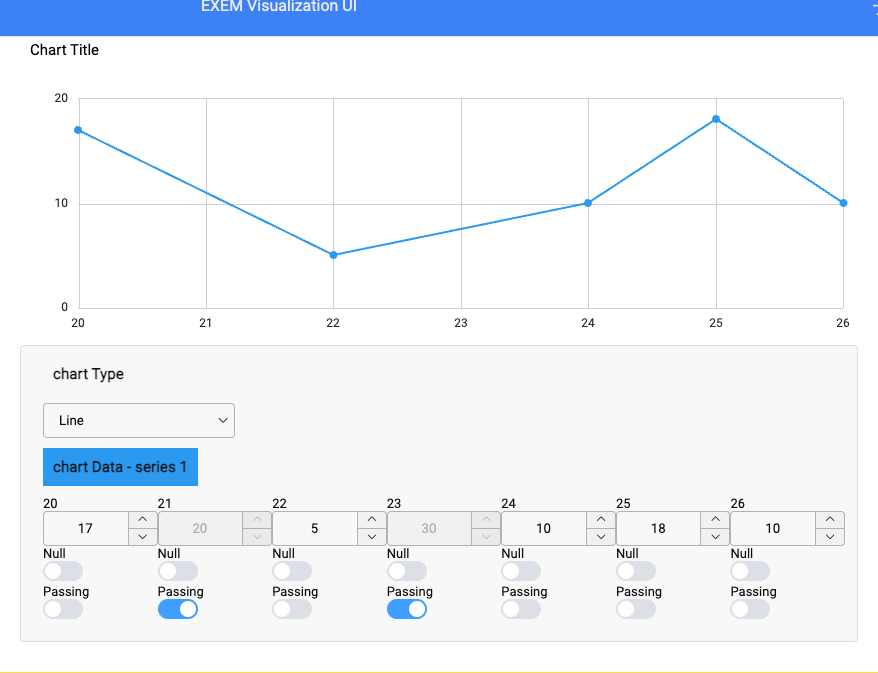 EXEM Visualization UI
Chart Title
20
10
0
20 21 22 23 24 25 26
chart Type
Line
chart Data - series 1
20 21 22 23 24 25 26
17 20 5 30 10 18 10
Null Null Null Null Null Null Null
Passing Passing Passing Passing Passing Passing Passing